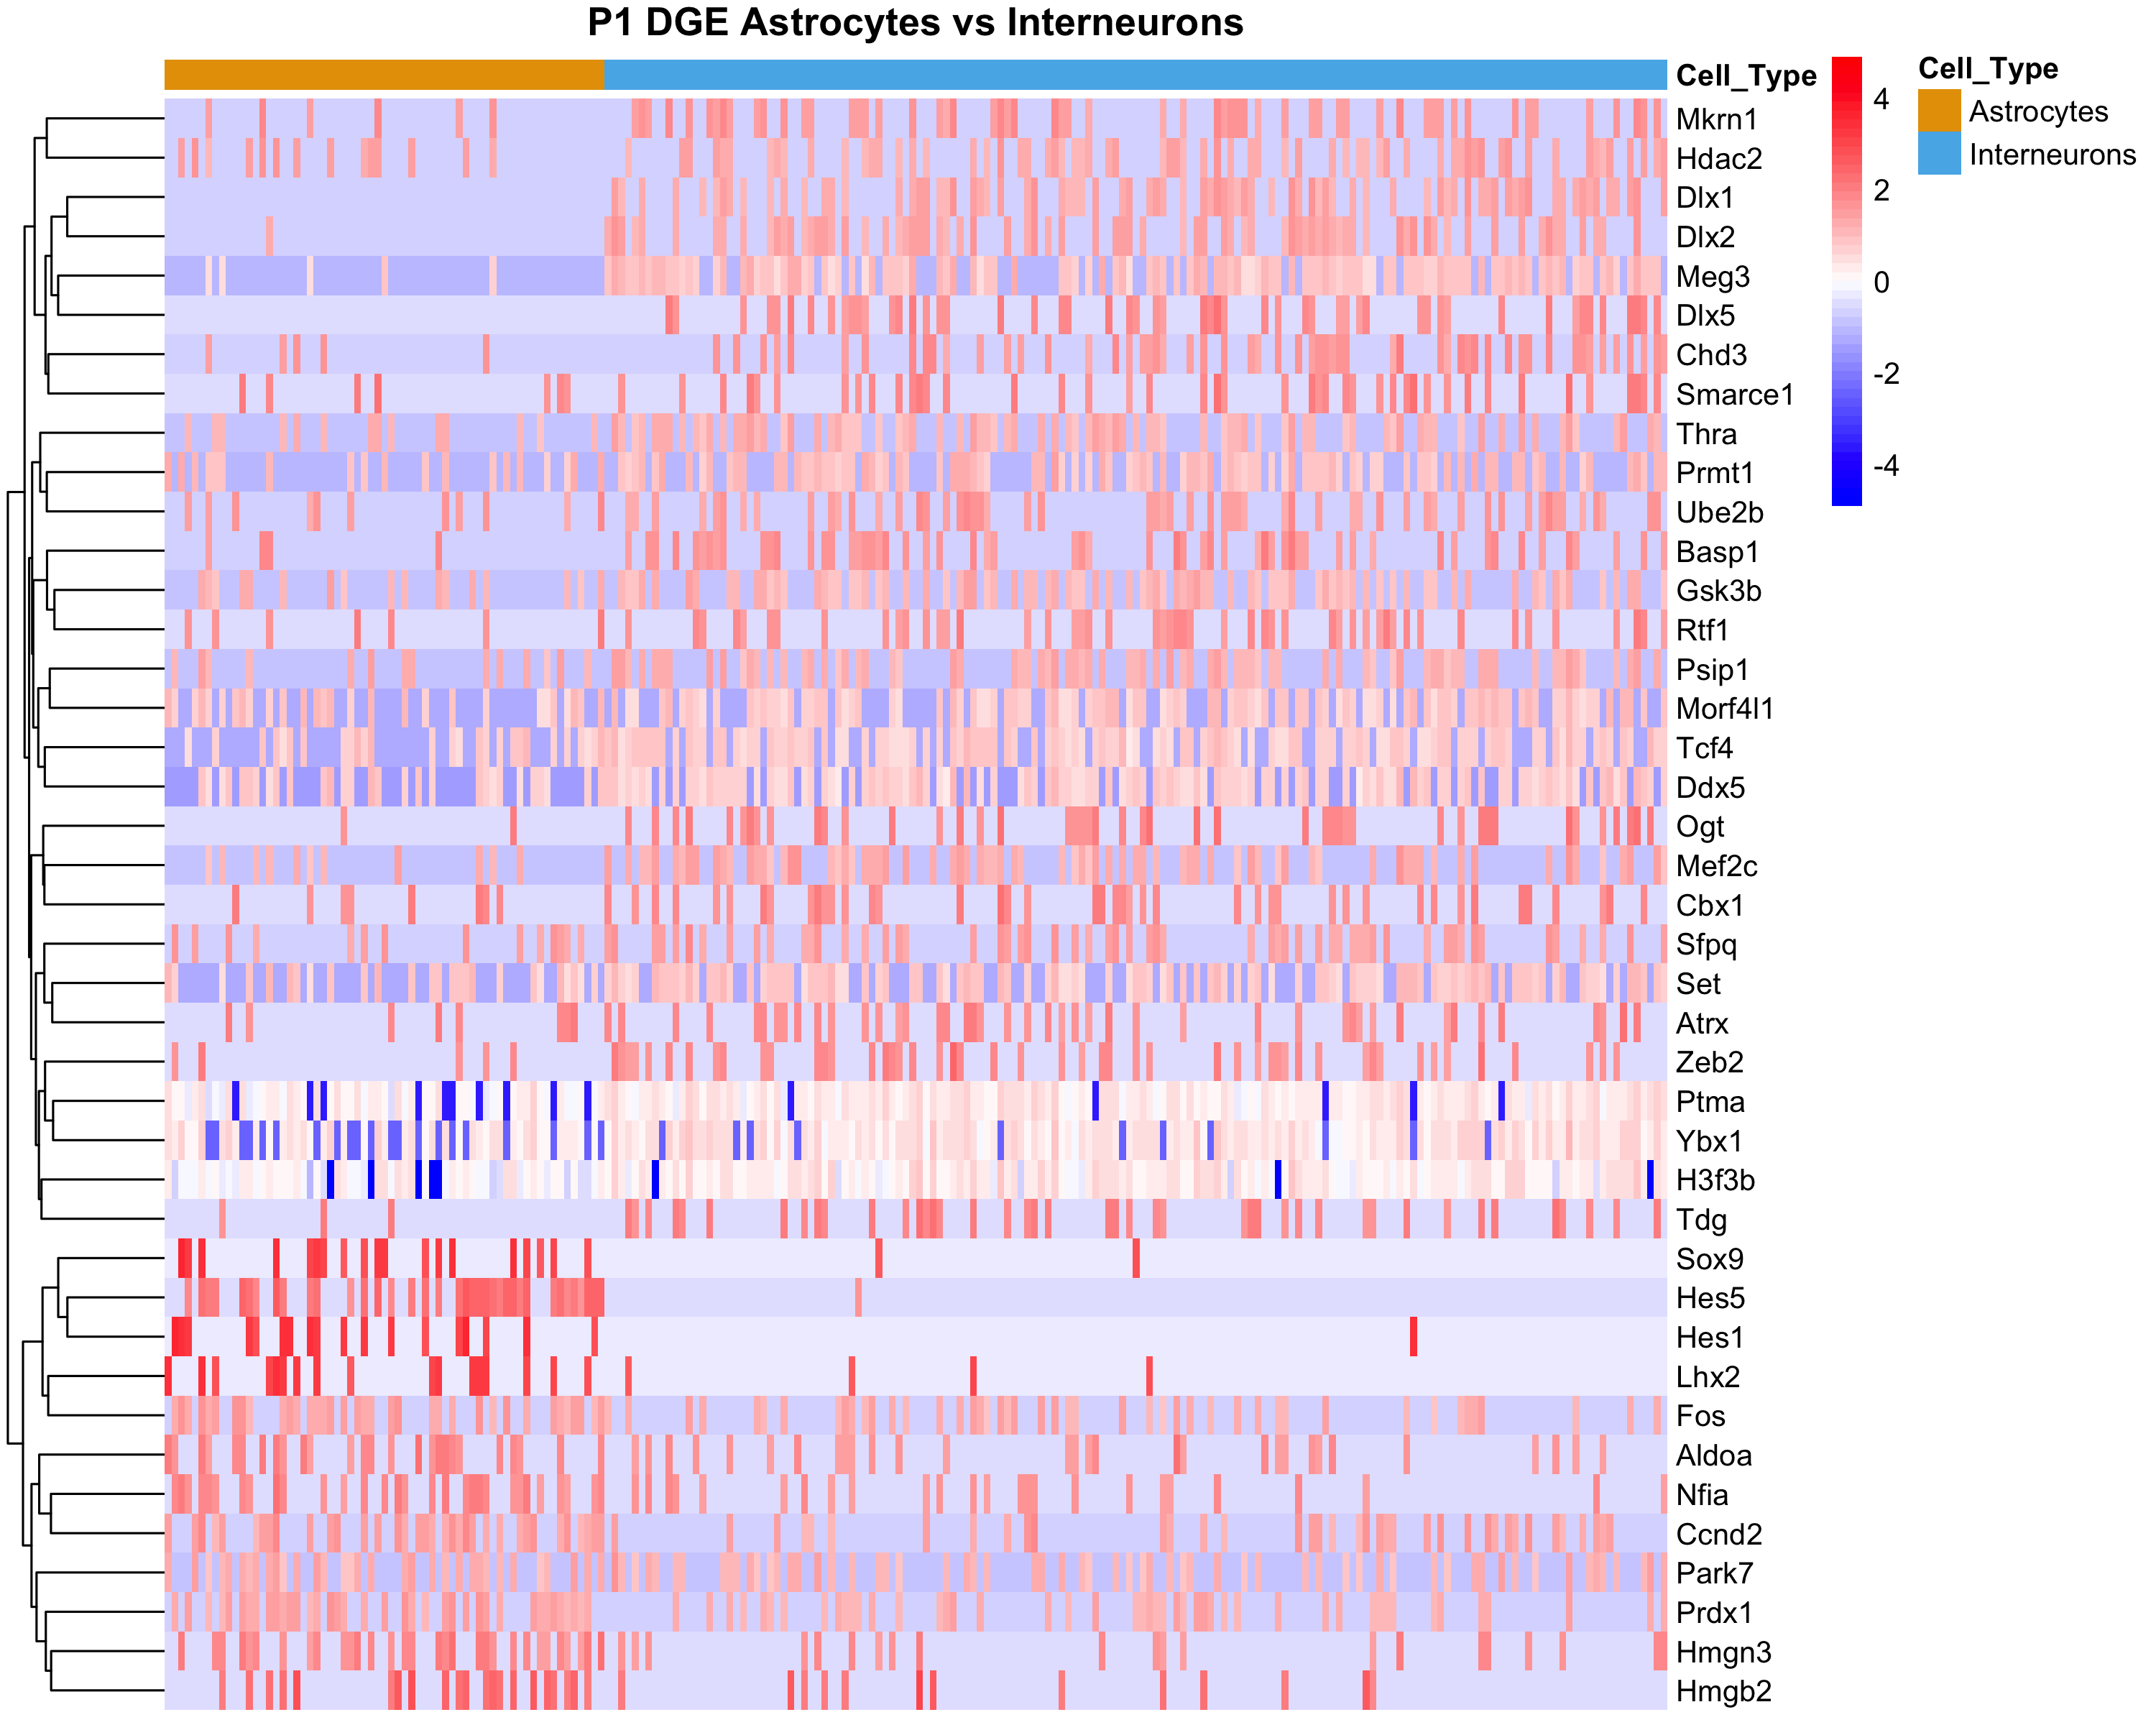 P1 DGE Astrocytes vs Interneurons
Cell_Type
Mkrn1
Hdac2
Dlx1
Dlx2
Meg3
Dlx5
Chd3
Smarce1
Thra
Prmt1
Ube2b
Basp1
Gsk3b
Rtf1
Psip1
Morf4l1
Tcf4
Ddx5
Ogt
Mef2c
Cbx1
Sfpq
Set
Atrx
Zeb2
Ptma
Ybx1
H3f3b
Tdg
Sox9
Hes5
Hes1
Lhx2
Fos
Aldoa
Nfia
Ccnd2
Park7
Prdx1
Hmgn3
Hmgb2
4
2
0
-2
-4
Cell_Type
Astrocytes
Interneurons